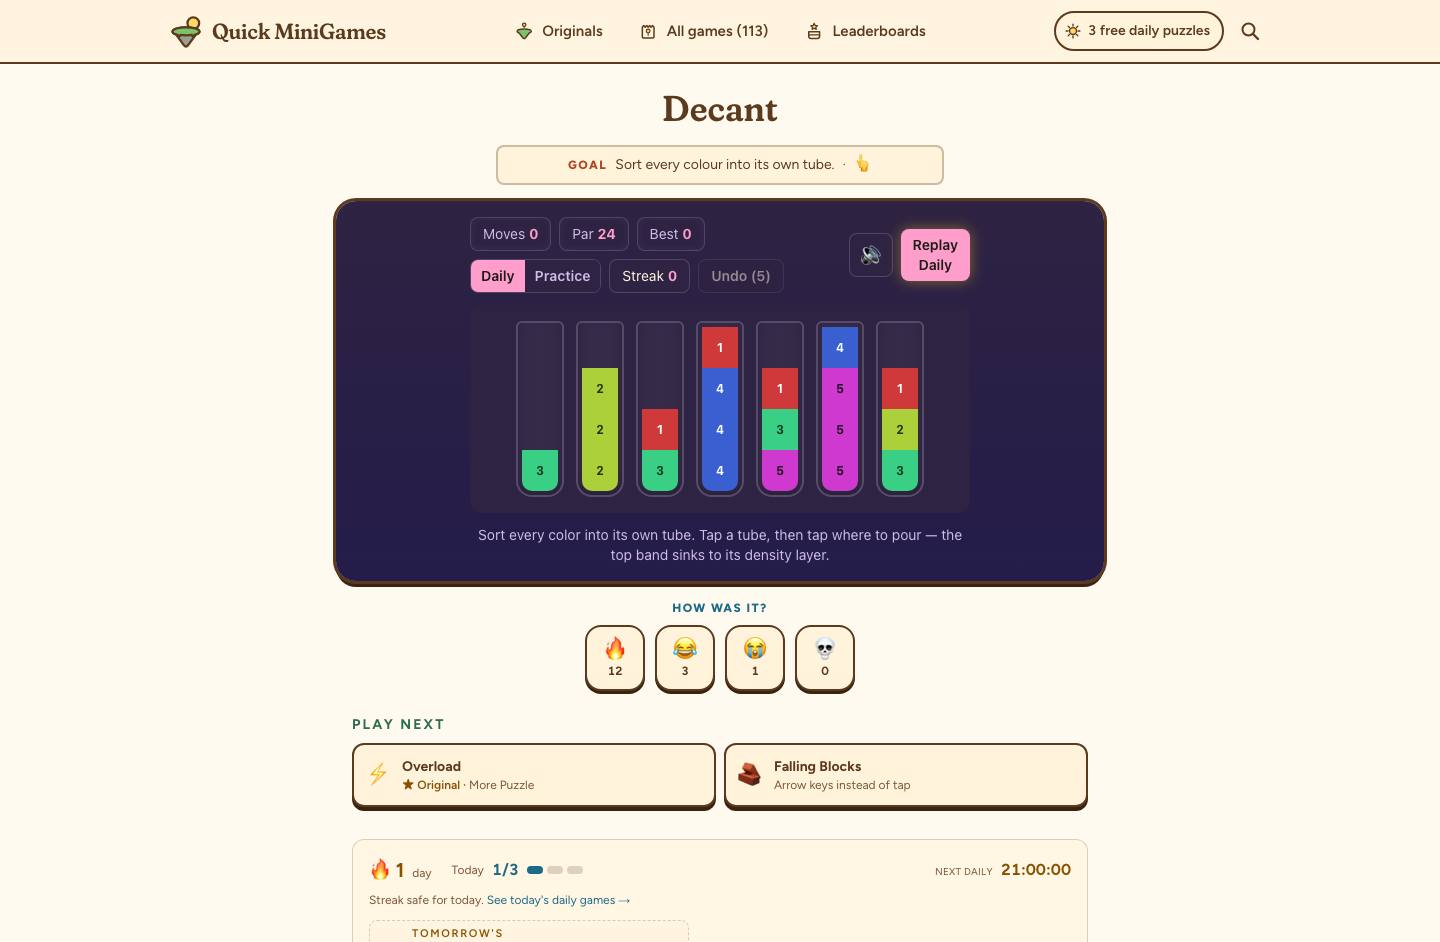 Quick MiniGames
Originals
All games (113)
Leaderboards
3 free daily puzzles
Decant
GOAL Sort every colour into its own tube. ·
Moves 0
Par 24
Best 0
Daily
Practice
Streak 0
Undo (5)
Replay
Daily
1 4
2 4 1 5 1
2 1 4 3 5 2
3 2 3 4 5 5 3
Sort every color into its own tube. Tap a tube, then tap where to pour — the
top band sinks to its density layer.
HOW WAS IT?
12
3
1
0
PLAY NEXT
Overload
Original · More Puzzle
Falling Blocks
Arrow keys instead of tap
1 day
Today 1/3
NEXT DAILY 21:00:00
Streak safe for today. See today's daily games →
TOMORROW'S